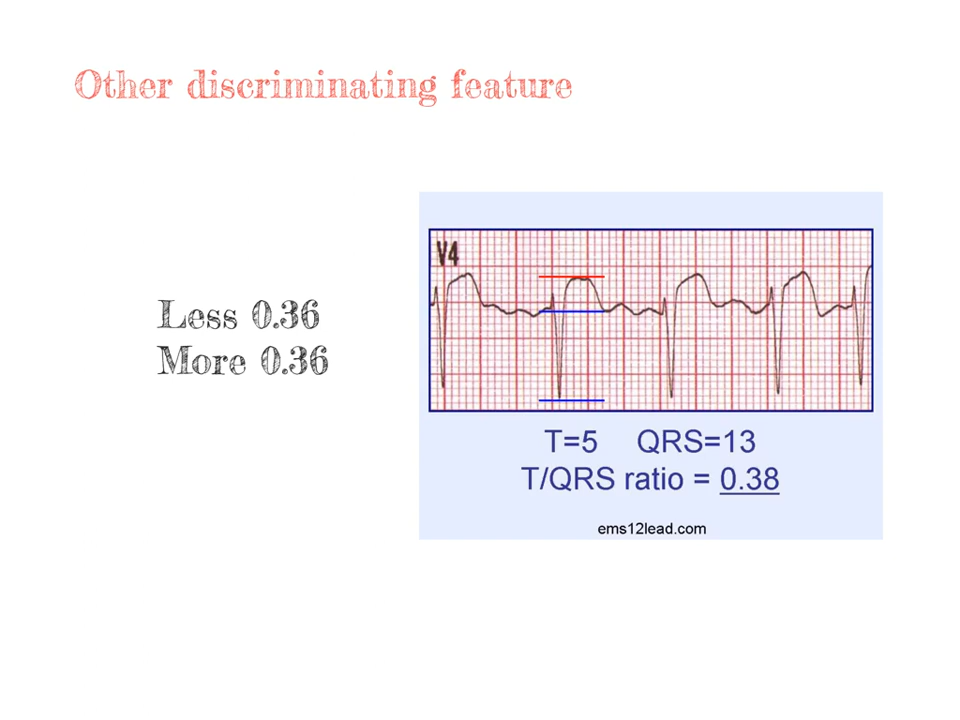 Other discriminating feature
Less 0.36
More 0.36
V4
T=5 QRS=13
T/QRS ratio = 0.38
ems12lead.com